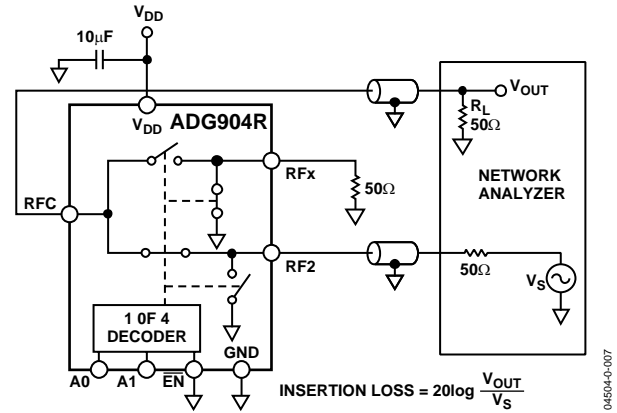 VDD
10μF
VDD
ADG904R
VOUT
RL
50Ω
RFC
RFx
50Ω
NETWORK
ANALYZER
RF2
50Ω
VS
1 0F 4
DECODER
GND
A0
A1
EN
INSERTION LOSS = 20log VOUT
VS
04504-0-007